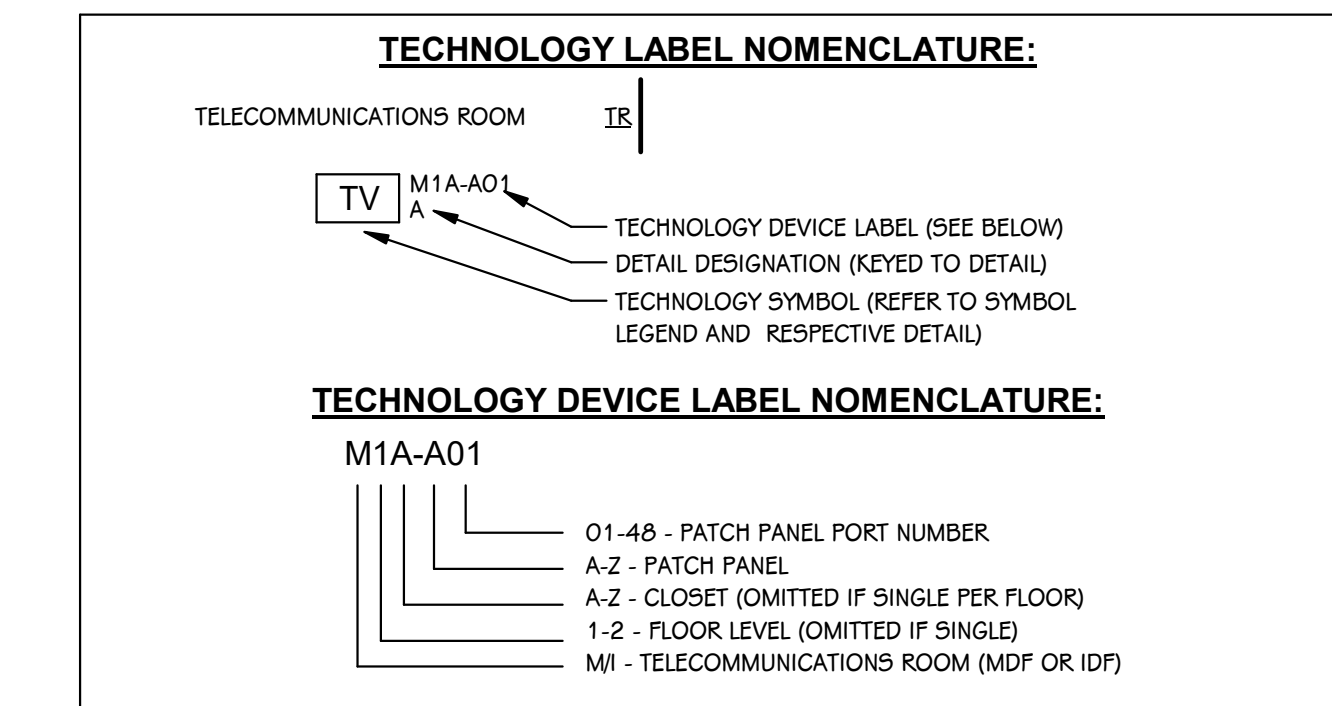 TECHNOLOGY LABEL NOMENCLATURE:
TELECOMMUNICATIONS ROOM TR
TV M1A-A01
A
TECHNOLOGY DEVICE LABEL (SEE BELOW)
DETAIL DESIGNATION (KEYED TO DETAIL)
TECHNOLOGY SYMBOL (REFER TO SYMBOL
LEGEND AND RESPECTIVE DETAIL)
TECHNOLOGY DEVICE LABEL NOMENCLATURE:
M1A-A01
01-48 - PATCH PANEL PORT NUMBER
A-Z - PATCH PANEL
A-Z - CLOSET (OMITTED IF SINGLE PER FLOOR)
1-2 - FLOOR LEVEL (OMITTED IF SINGLE)
M/I - TELECOMMUNICATIONS ROOM (MDF OR IDF)